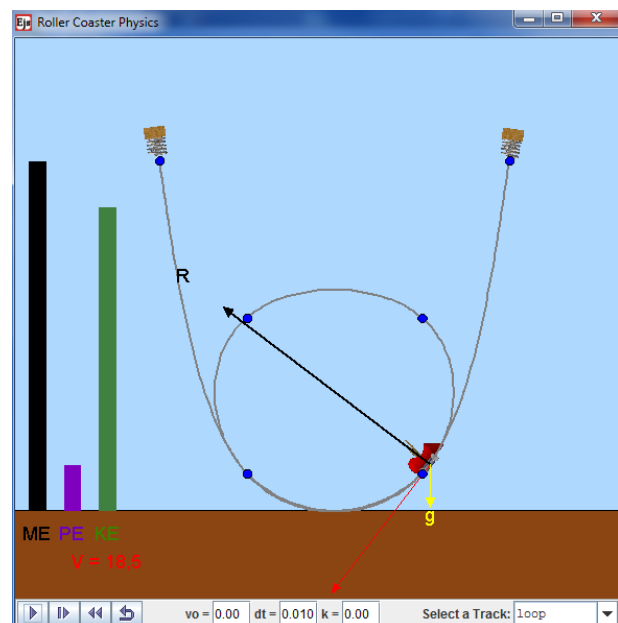 Ejs Roller Coaster Physics
R
g
ME PE KE
V = 18,5
vo = 0.00 dt = 0.010 k = 0.00 Select a Track: loop